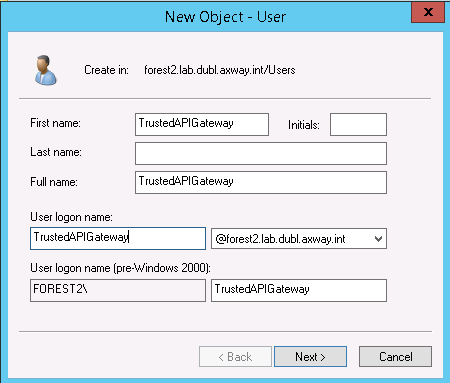 New Object - User
x
Create in: forest2.lab.dubl.axway.int/Users
First name: TrustedAPIGateway Initials:
Last name:
Full name: TrustedAPIGateway
User logon name:
TrustedAPIGateway @forest2.lab.dubl.axway.int
User logon name (pre-Windows 2000):
FOREST2\ TrustedAPIGateway
< Back Next > Cancel